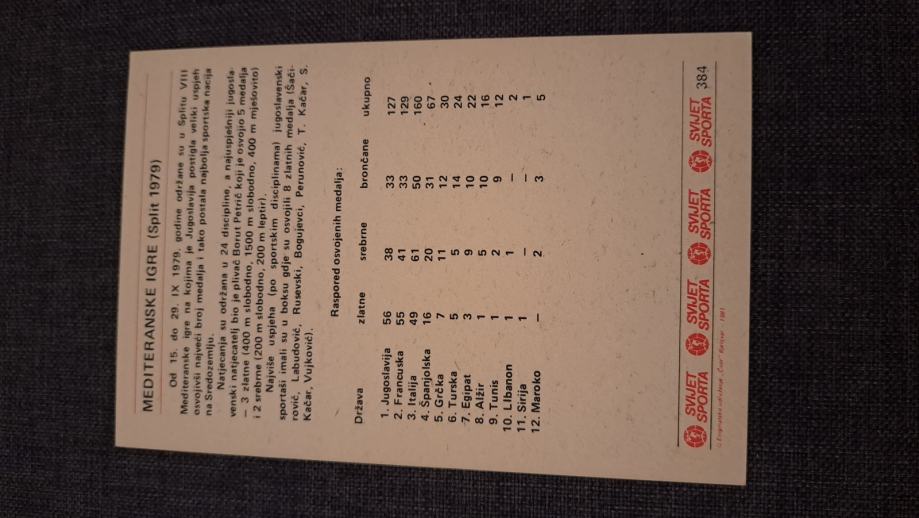 MEDITERANSKE IGRE (Split 1979)
Od 15. do 29. IX 1979. godine održane su u Splitu VIII
Mediteranske igre na kojima je Jugoslavija postigla veliki uspjeh
osvojivši najveći broj medalja i tako postala najbolja sportska nacija
na Sredozemlju.
Natjecanja su održana u 24 discipline, a najuspješniji jugosla-
venski natjecatelj bio je plivač Borut Petrič koji je osvojio 5 medalja
— 3 zlatne (400 m slobodno, 1500 m slobodno, 400 m mješovito)
i 2 srebrne (200 m slobodno, 200 m leptir).
Najviše uspjeha (po sportskim disciplinama) jugoslavenski
sportaši imali su u boksu gdje su osvojili 8 zlatnih medalja (Šaći-
rović, Labudović, Rusevski, Bogujevci, Perunović, T. Kačar, S.
Kačar, Vujković).
Raspored osvojenih medalja:
Država zlatne srebrne brončane ukupno
1. Jugoslavija 56 38 33 127
2. Francuska 55 41 33 129
3. Italija 49 61 50 160
4. Španjolska 16 20 31 67
5. Grčka 7 11 12 30
6. Turska 5 5 14 24
7. Egipat 3 9 10 22
8. Alžir 1 5 10 16
9. Tunis 1 2 9 12
10. Libanon 1 1 — 2
11. Sirija 1 — — 1
12. Maroko — 2 3 5
SVIJET SPORTA SVIJET SPORTA SVIJET SPORTA SVIJET SPORTA 384